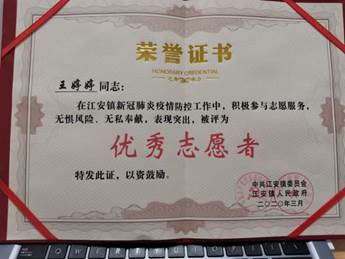 荣誉证书
HONORARY CREDENTIAL
王婷婷同志：
在江安镇新冠肺炎疫情防控工作中，积极参与志愿服务，
无惧风险、无私奉献，表现突出，被评为
优秀志愿者
特发此证，以资鼓励。
中共江安镇委员会
江安镇人民政府
二〇二〇年三月